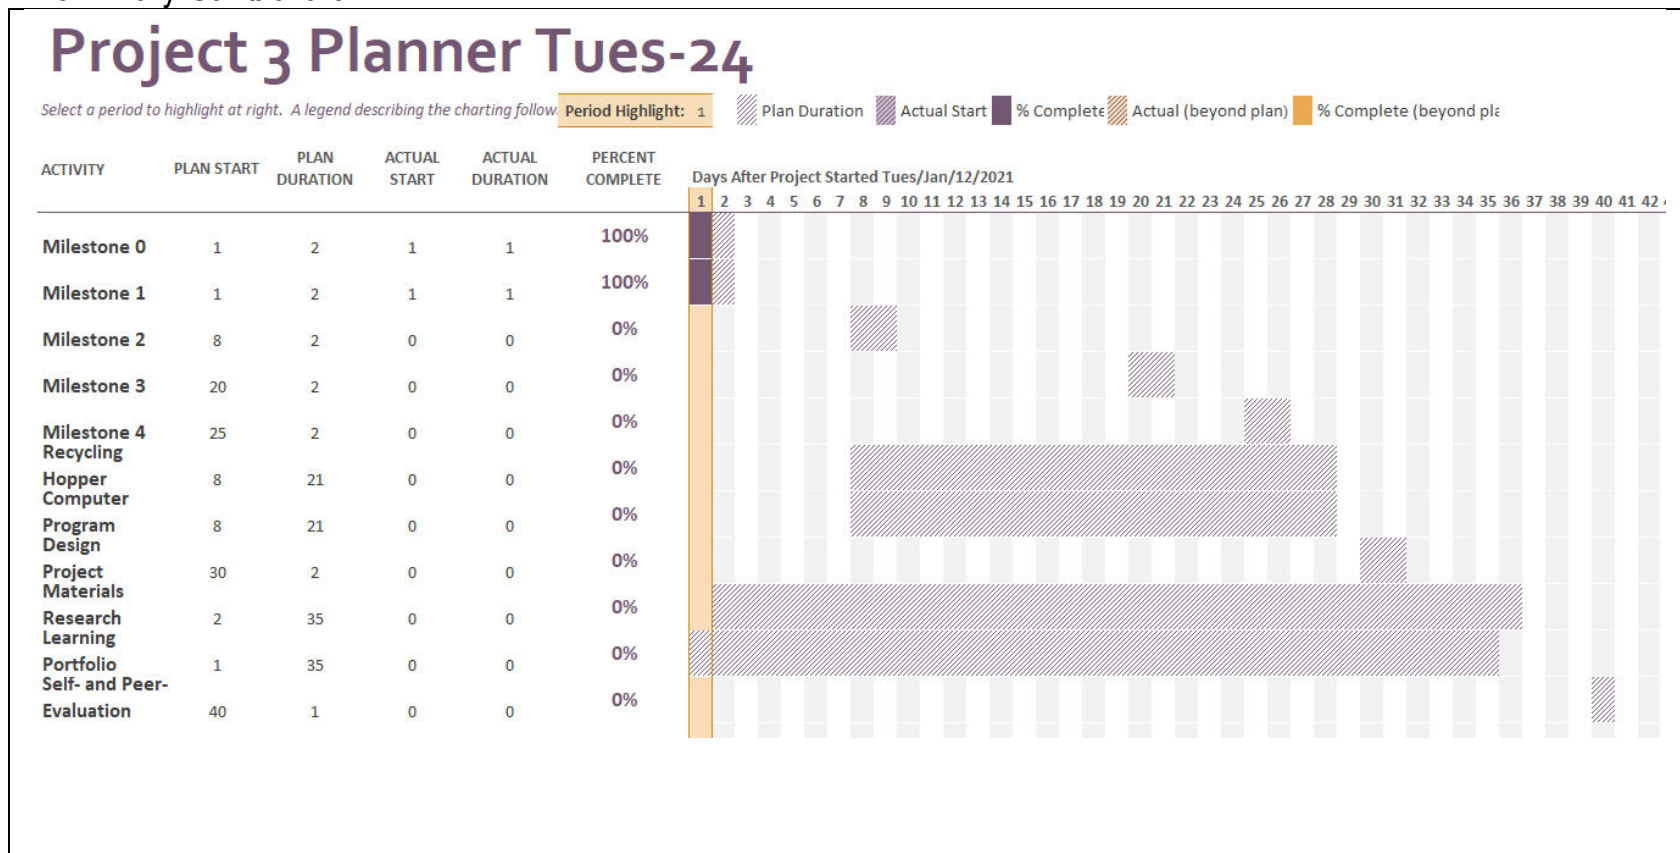 Project 3 Planner Tues-24
Select a period to highlight at right. A legend describing the charting follow Period Highlight: 1 Plan Duration Actual Start % Complete Actual (beyond plan) % Complete (beyond pla
ACTIVITY PLAN START PLAN DURATION ACTUAL START ACTUAL DURATION PERCENT COMPLETE
Days After Project Started Tues/Jan/12/2021
1 2 3 4 5 6 7 8 9 10 11 12 13 14 15 16 17 18 19 20 21 22 23 24 25 26 27 28 29 30 31 32 33 34 35 36 37 38 39 40 41 42
Milestone 0 1 2 1 1 100%
Milestone 1 1 2 1 1 100%
Milestone 2 8 2 0 0 0%
Milestone 3 20 2 0 0 0%
Milestone 4 25 2 0 0 0%
Recycling
Hopper 8 21 0 0 0%
Computer
Program 8 21 0 0 0%
Design
Project 30 2 0 0 0%
Materials
Research 2 35 0 0 0%
Learning
Portfolio 1 35 0 0 0%
Self- and Peer-
Evaluation 40 1 0 0 0%